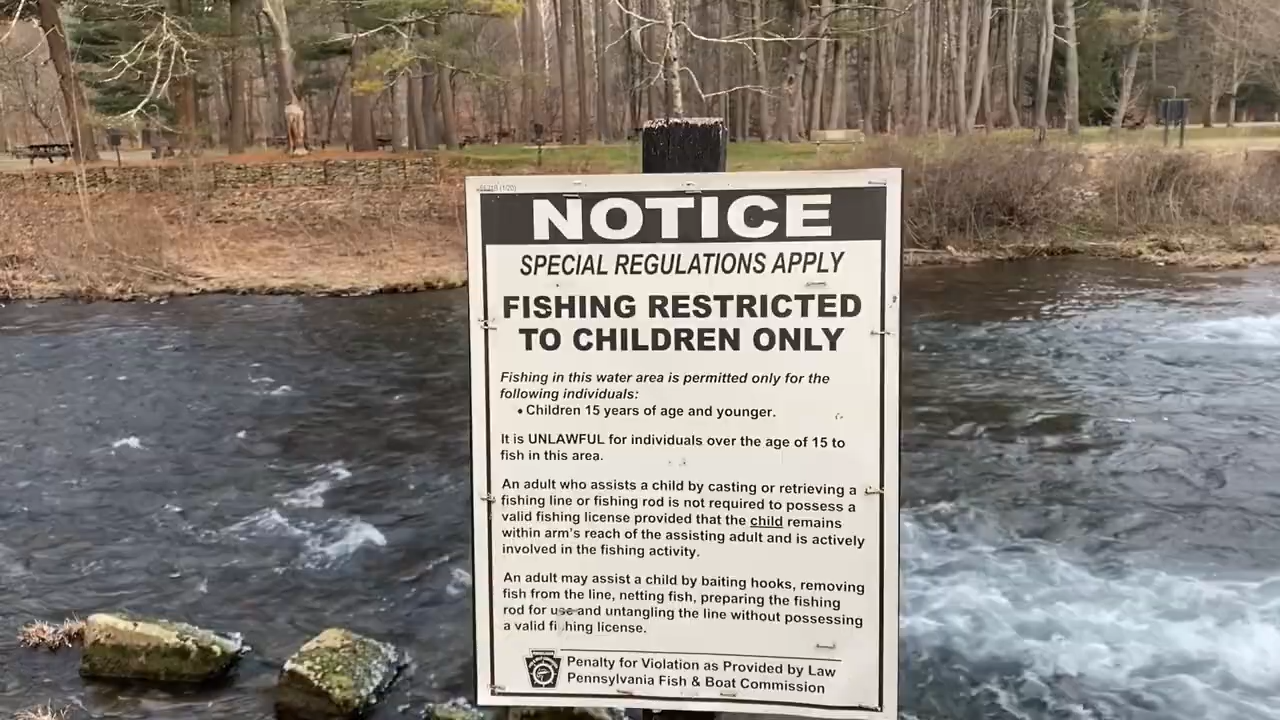 NOTICE
SPECIAL REGULATIONS APPLY
FISHING RESTRICTED
TO CHILDREN ONLY
Fishing in this water area is permitted only for the
following individuals:
• Children 15 years of age and younger.
It is UNLAWFUL for individuals over the age of 15 to
fish in this area.
An adult who assists a child by casting or retrieving a
fishing line or fishing rod is not required to possess a
valid fishing license provided that the child remains
within arm's reach of the assisting adult and is actively
involved in the fishing activity.
An adult may assist a child by baiting hooks, removing
fish from the line, netting fish, preparing the fishing
rod for use and untangling the line without possessing
a valid fishing license.
Penalty for Violation as Provided by Law
Pennsylvania Fish & Boat Commission